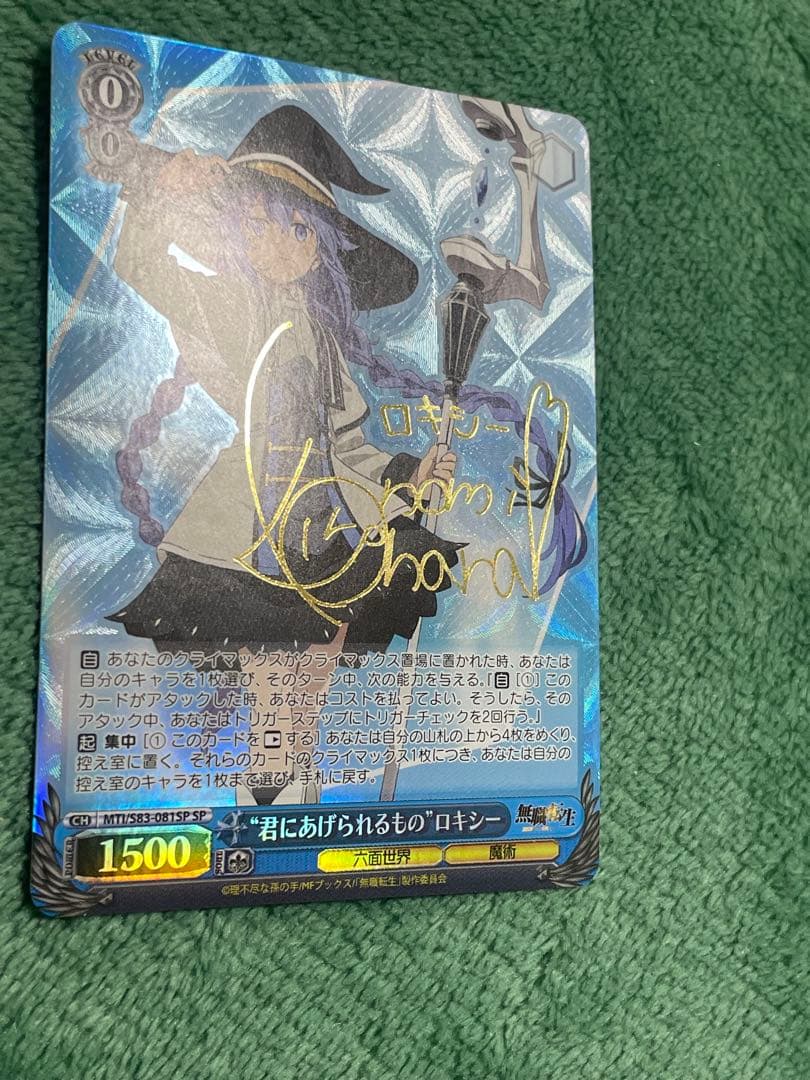 LEVEL
0
0
ロキシー
Konomi
Kohara
自 あなたのクライマックスがクライマックス置場に置かれた時、あなたは
自分のキャラを1枚選び、そのターン中、次の能力を与える。『自 [①] この
カードがアタックした時、あなたはコストを払ってよい。そうしたら、その
アタック中、あなたはトリガーステップにトリガーチェックを2回行う。』
起 集中 [① このカードを する] あなたは自分の山札の上から4枚をめくり、
控え室に置く。それらのカードのクライマックス1枚につき、あなたは自分の
控え室のキャラを1枚まで選び、手札に戻す。
CH MTI/S83-081SP SP
“君にあげられるもの”ロキシー
無職転生
POWER 1500 SOUL
六面世界 魔術
©理不尽な孫の手/MFブックス/「無職転生」製作委員会